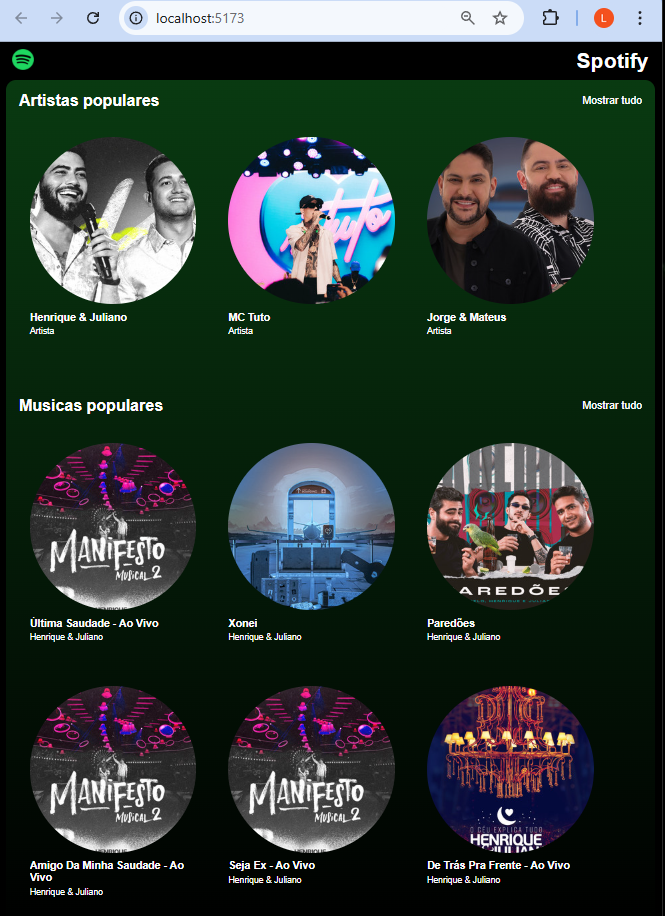 localhost:5173
L
Spotify
Artistas populares
Mostrar tudo
tuto
Henrique & Juliano
Artista
MC Tuto
Artista
Jorge & Mateus
Artista
Musicas populares
Mostrar tudo
MANIFESTO
MUSICAL 2
AREDÕES
Última Saudade - Ao Vivo
Henrique & Juliano
Xonei
Henrique & Juliano
Paredões
Henrique & Juliano
MANIFESTO
MUSICAL 2
MANIFESTO
MUSICAL 2
O CÉU EXPLICA TUDO
HENRIQUE
Amigo Da Minha Saudade - Ao
Vivo
Henrique & Juliano
Seja Ex - Ao Vivo
Henrique & Juliano
De Trás Pra Frente - Ao Vivo
Henrique & Juliano